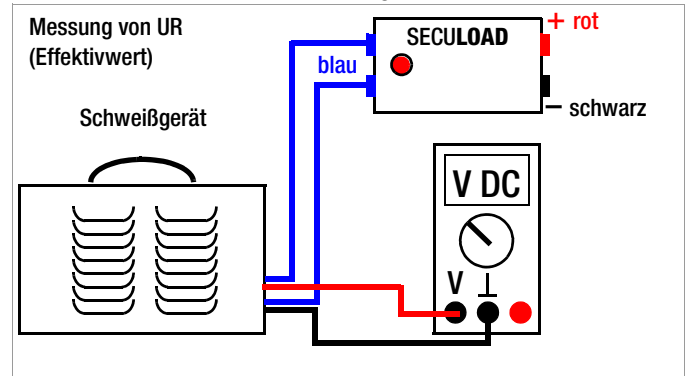 Messung von UR
(Effektivwert)
SECULOAD
+ rot
blau
– schwarz
Schweißgerät
V DC
V